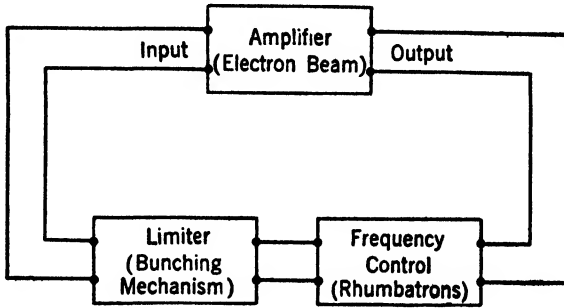 Amplifier
(Electron Beam)
Input
Output
Limiter
(Bunching
Mechanism)
Frequency
Control
(Rhumbatrons)